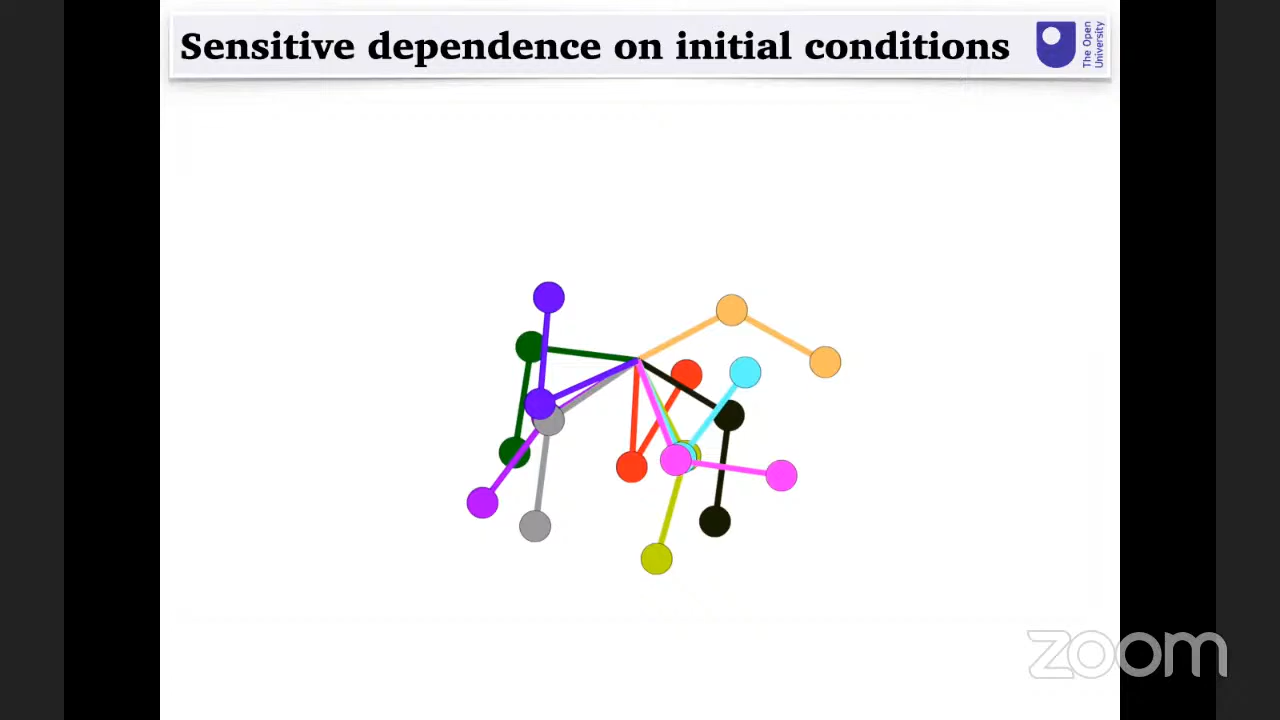 Sensitive dependence on initial conditions
The Open
University
zoom